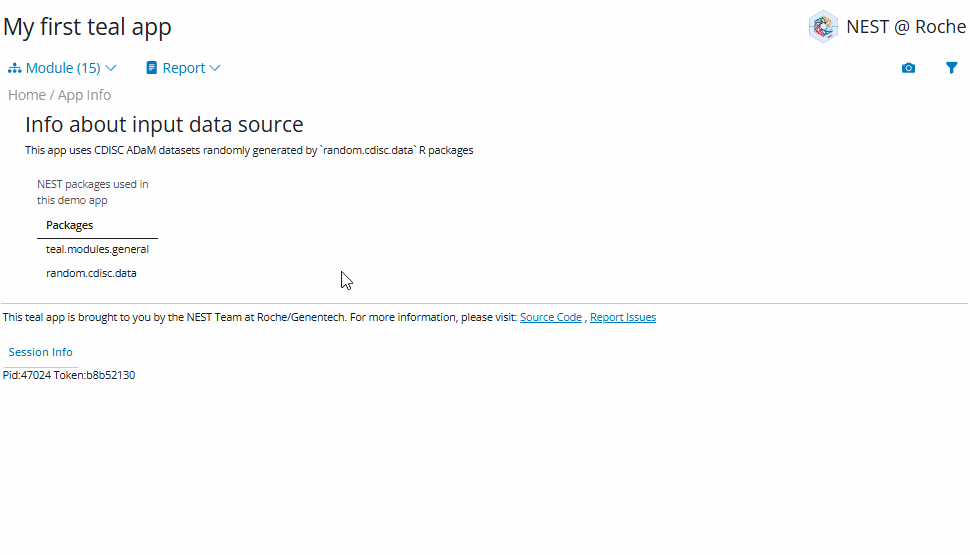 My first teal app
NEST @ Roche
Module (15)
Report
Home / App Info
Info about input data source
This app uses CDISC ADaM datasets randomly generated by `random.cdisc.data` R packages
NEST packages used in
this demo app
Packages
teal.modules.general
random.cdisc.data
This teal app is brought to you by the NEST Team at Roche/Genentech. For more information, please visit: Source Code , Report Issues
Session Info
Pid:47024 Token:b8b52130